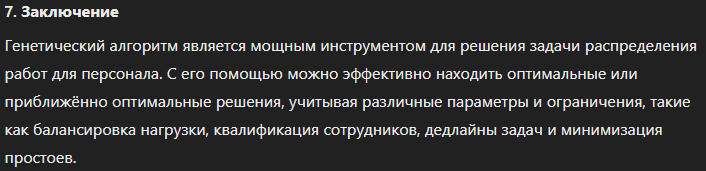 7. Заключение
Генетический алгоритм является мощным инструментом для решения задачи распределения
работ для персонала. С его помощью можно эффективно находить оптимальные или
приближённо оптимальные решения, учитывая различные параметры и ограничения, такие
как балансировка нагрузки, квалификация сотрудников, дедлайны задач и минимизация
простоев.